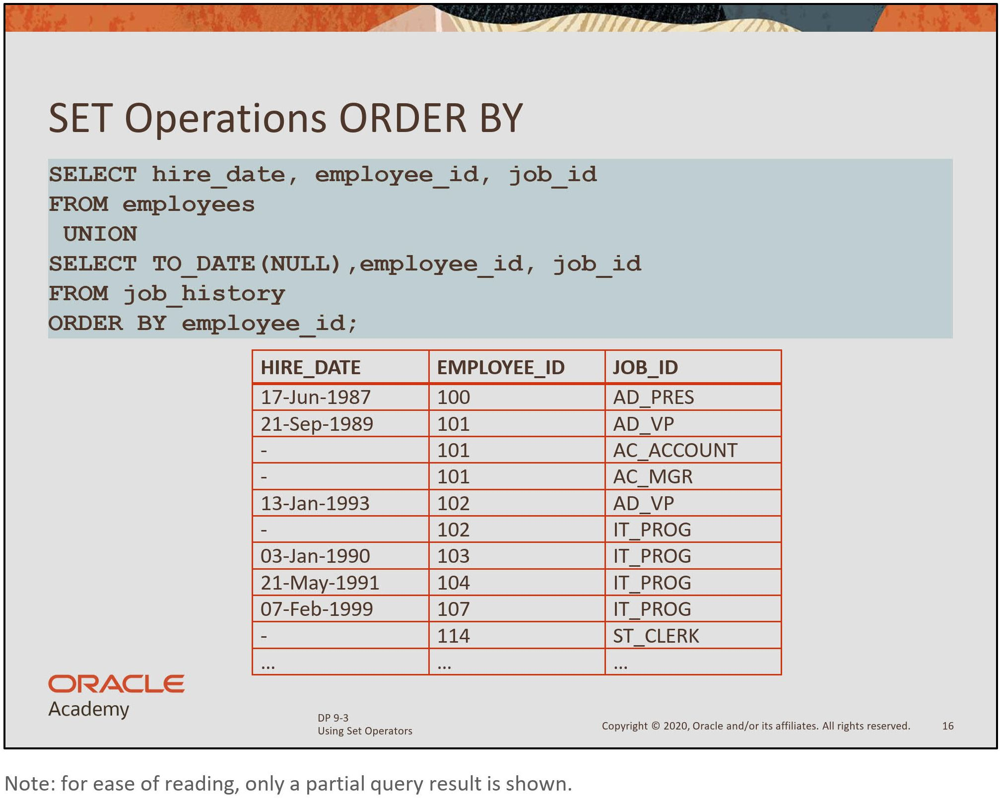 SET Operations ORDER BY
SELECT hire_date, employee_id, job_id
FROM employees
UNION
SELECT TO_DATE(NULL),employee_id, job_id
FROM job_history
ORDER BY employee_id;
HIRE_DATE EMPLOYEE_ID JOB_ID
17-Jun-1987 100 AD_PRES
21-Sep-1989 101 AD_VP
- 101 AC_ACCOUNT
- 101 AC_MGR
13-Jan-1993 102 AD_VP
- 102 IT_PROG
03-Jan-1990 103 IT_PROG
21-May-1991 104 IT_PROG
07-Feb-1999 107 IT_PROG
- 114 ST_CLERK
... ... ...
ORACLE
Academy
DP 9-3
Using Set Operators
Copyright © 2020, Oracle and/or its affiliates. All rights reserved. 16
Note: for ease of reading, only a partial query result is shown.